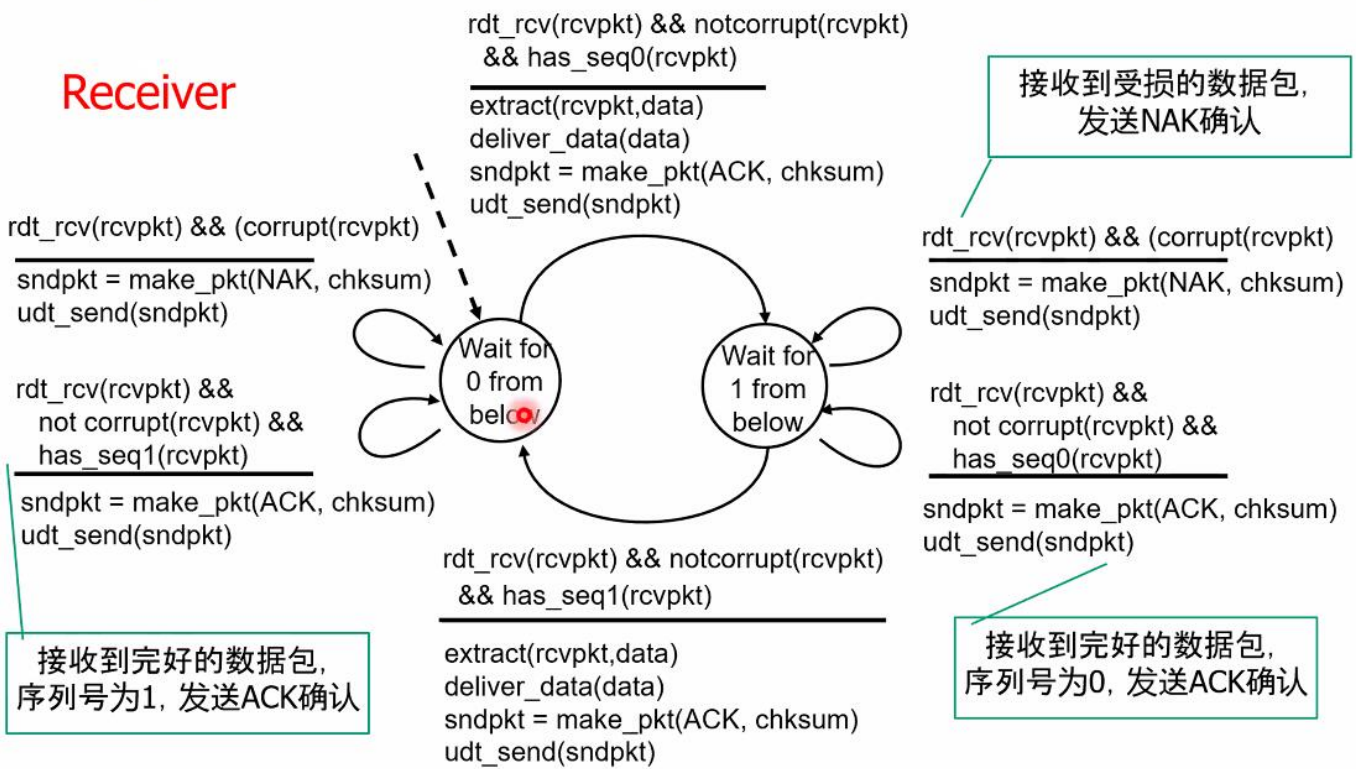 Receiver
rdt_rcv(rcvpkt) && notcorrupt(rcvpkt)
&& has_seq0(rcvpkt)
extract(rcvpkt,data)
deliver_data(data)
sndpkt = make_pkt(ACK, chksum)
udt_send(sndpkt)
接收到受损的数据包,
发送NAK确认
rdt_rcv(rcvpkt) && (corrupt(rcvpkt)
sndpkt = make_pkt(NAK, chksum)
udt_send(sndpkt)
rdt_rcv(rcvpkt) &&
not corrupt(rcvpkt) &&
has_seq1(rcvpkt)
sndpkt = make_pkt(ACK, chksum)
udt_send(sndpkt)
Wait for
0 from
below
Wait for
1 from
below
rdt_rcv(rcvpkt) && (corrupt(rcvpkt)
sndpkt = make_pkt(NAK, chksum)
udt_send(sndpkt)
rdt_rcv(rcvpkt) &&
not corrupt(rcvpkt) &&
has_seq0(rcvpkt)
sndpkt = make_pkt(ACK, chksum)
udt_send(sndpkt)
rdt_rcv(rcvpkt) && notcorrupt(rcvpkt)
&& has_seq1(rcvpkt)
extract(rcvpkt,data)
deliver_data(data)
sndpkt = make_pkt(ACK, chksum)
udt_send(sndpkt)
接收到完好的数据包,
序列号为1, 发送ACK确认
接收到完好的数据包,
序列号为0, 发送ACK确认